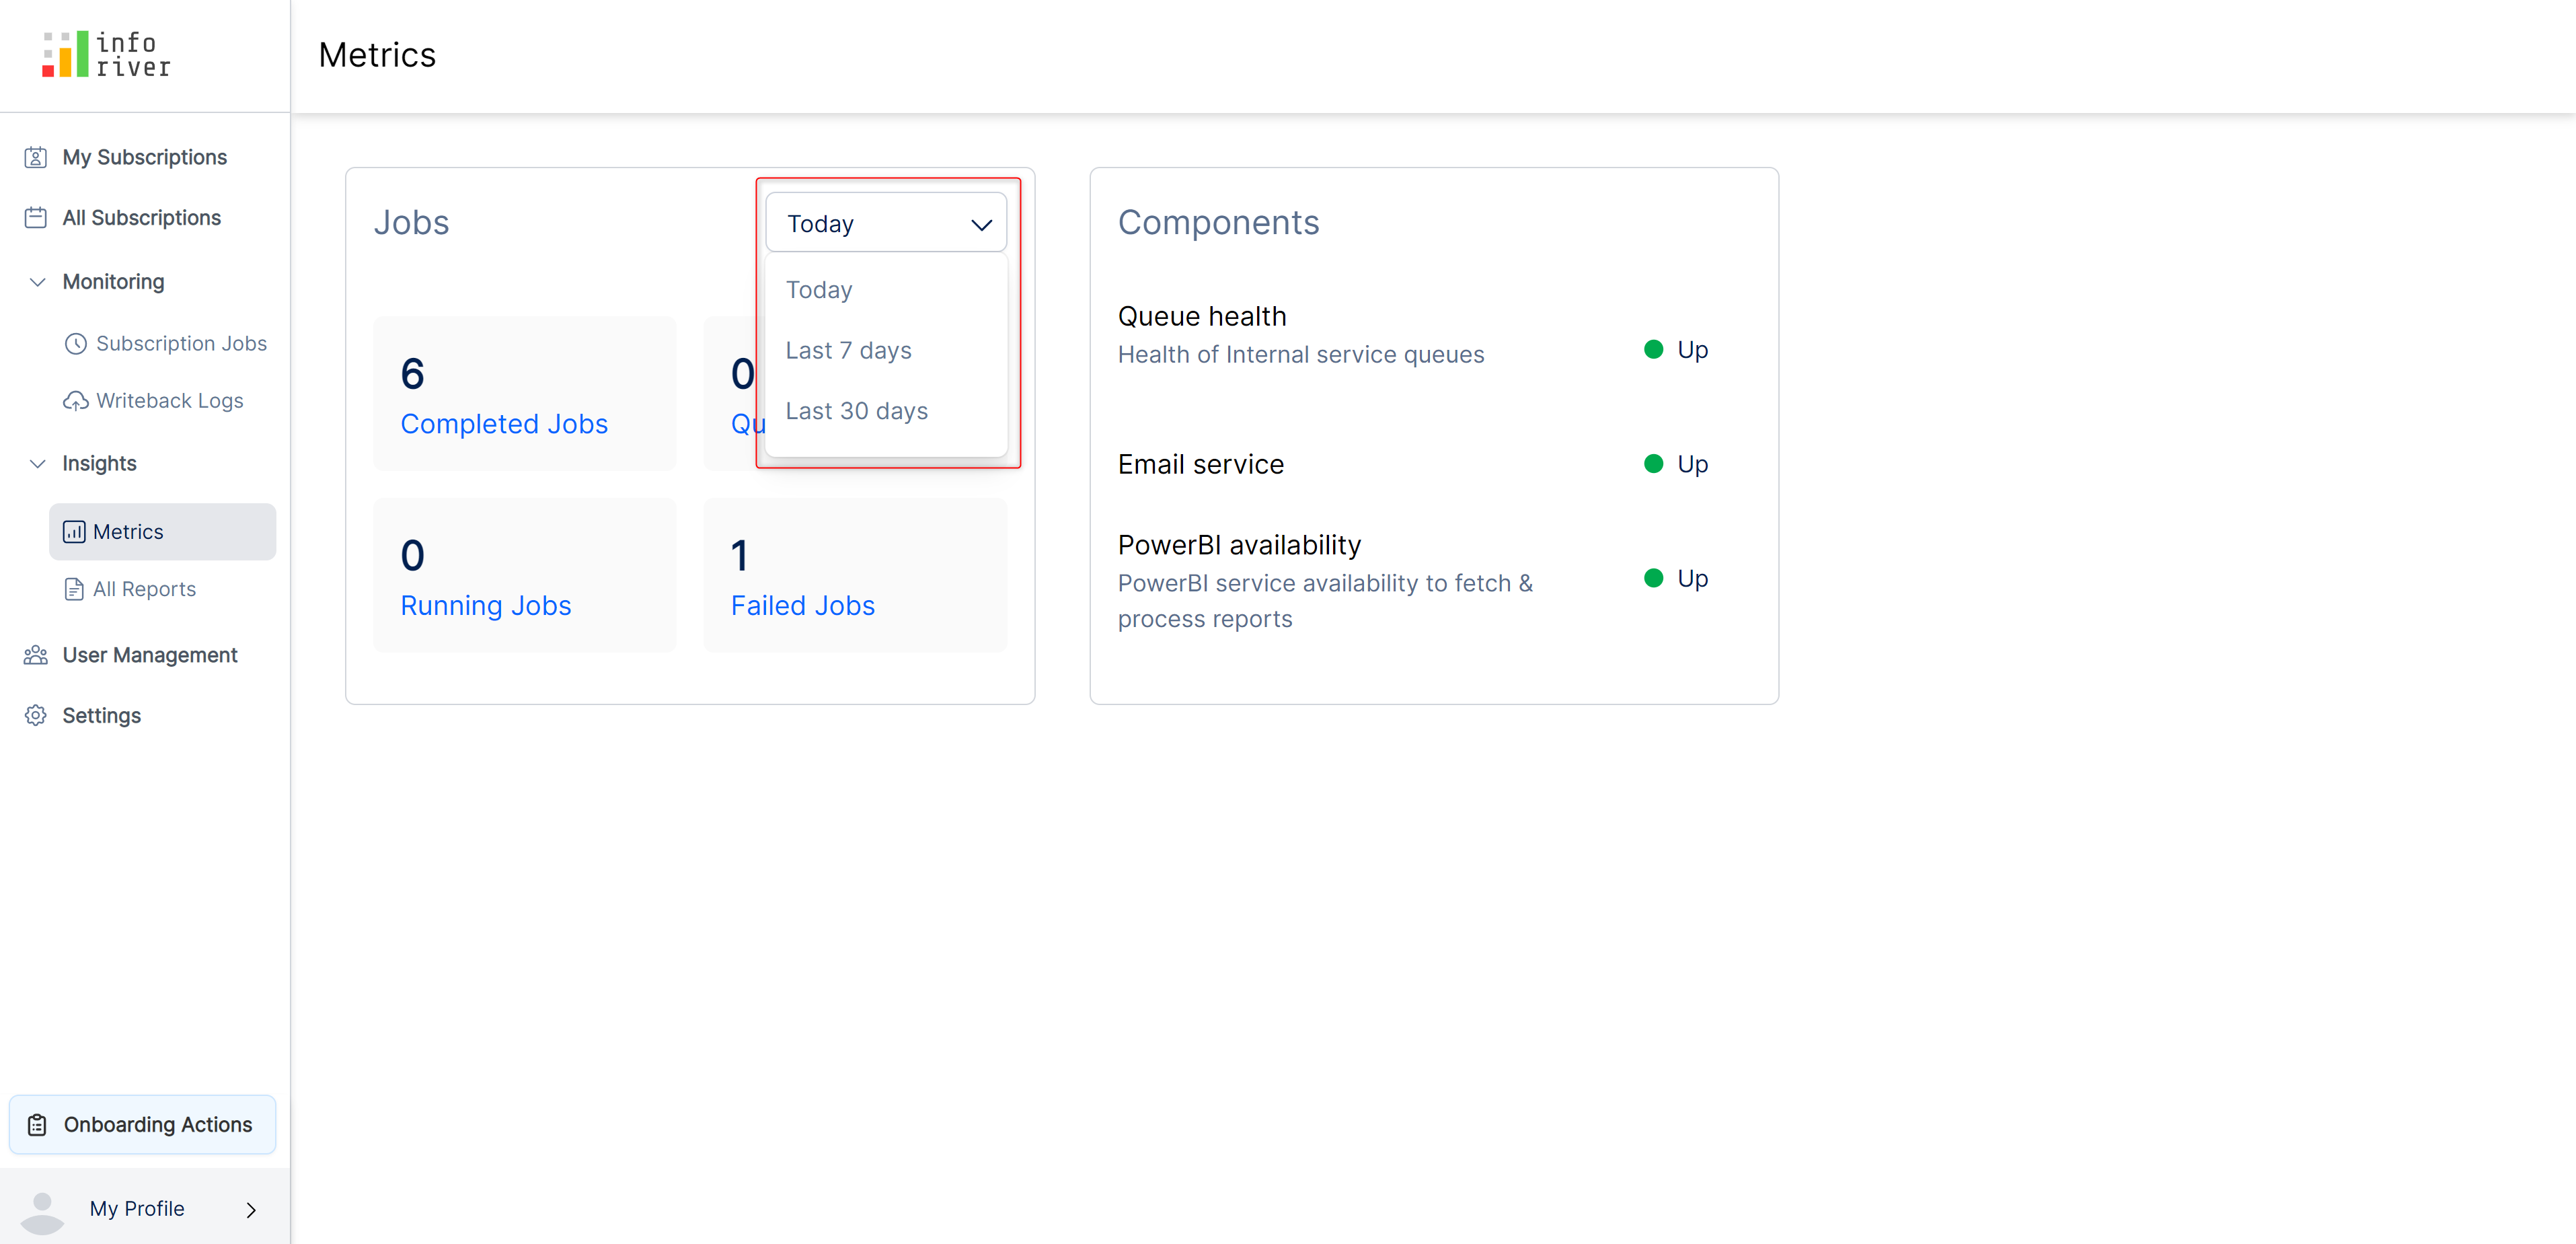 info
river
Metrics
My Subscriptions
All Subscriptions
Monitoring
Subscription Jobs
Writeback Logs
Insights
Metrics
All Reports
User Management
Settings
Onboarding Actions
My Profile
Jobs
Today
Today
Last 7 days
Last 30 days
6
Completed Jobs
0
Qu
0
Running Jobs
1
Failed Jobs
Components
Queue health
Health of Internal service queues
Up
Email service
Up
PowerBI availability
PowerBI service availability to fetch &
process reports
Up